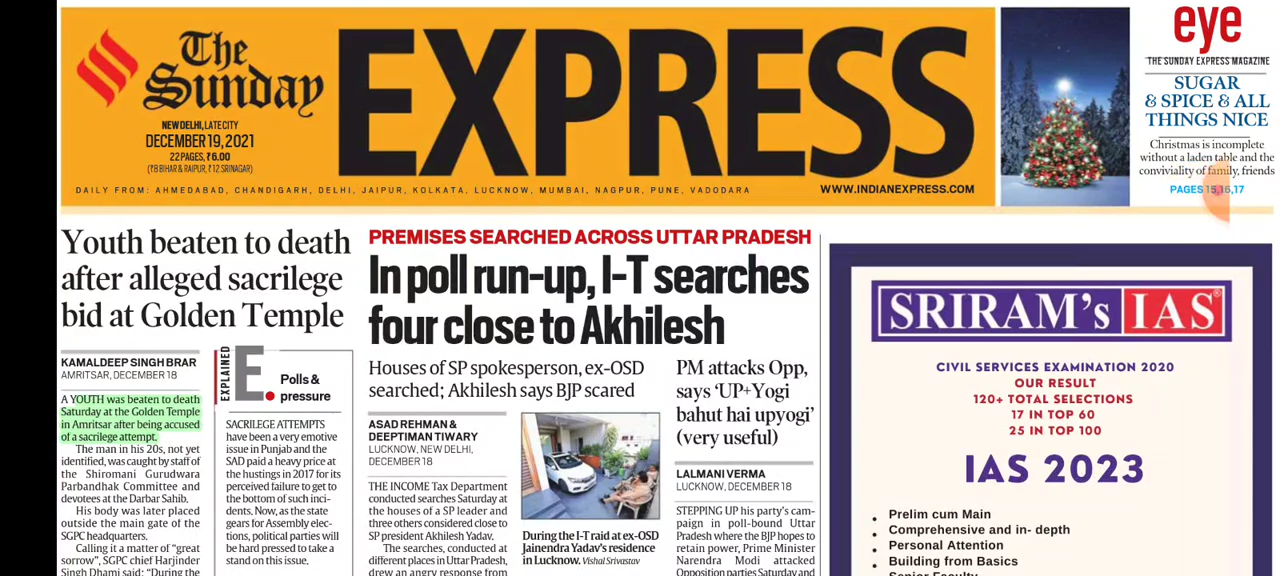 The
Sunday
EXPRESS
NEW DELHI, LATE CITY
DECEMBER 19, 2021
22 PAGES, ₹6.00
(₹8 BIHAR & RAIPUR, ₹12 SRINAGAR)
DAILY FROM: AHMEDABAD, CHANDIGARH, DELHI, JAIPUR, KOLKATA, LUCKNOW, MUMBAI, NAGPUR, PUNE, VADODARA
WWW.INDIANEXPRESS.COM
eye
THE SUNDAY EXPRESS MAGAZINE
SUGAR
& SPICE & ALL
THINGS NICE
Christmas is incomplete
without a laden table and the
conviviality of family, friends
PAGES 15,16,17
Youth beaten to death
after alleged sacrilege
bid at Golden Temple
KAMALDEEP SINGH BRAR
AMRITSAR, DECEMBER 18
A YOUTH was beaten to death
Saturday at the Golden Temple
in Amritsar after being accused
of a sacrilege attempt.
The man in his 20s, not yet
identified, was caught by staff of
the Shiromani Gurudwara
Parbandhak Committee and
devotees at the Darbar Sahib.
His body was later placed
outside the main gate of the
SGPC headquarters.
Calling it a matter of “great
sorrow”, SGPC chief Harjinder
Singh Dhami said: “During the
EXPLAINED
E.
Polls &
pressure
SACRILEGE ATTEMPTS
have been a very emotive
issue in Punjab and the
SAD paid a heavy price at
the hustings in 2017 for its
perceived failure to get to
the bottom of such inci-
dents. Now, as the state
gears for Assembly elec-
tions, political parties will
be hard pressed to take a
stand on this issue.
PREMISES SEARCHED ACROSS UTTAR PRADESH
In poll run-up, I-T searches
four close to Akhilesh
Houses of SP spokesperson, ex-OSD
searched; Akhilesh says BJP scared
ASAD REHMAN &
DEEPTIMAN TIWARY
LUCKNOW, NEW DELHI,
DECEMBER 18
THE INCOME Tax Department
conducted searches Saturday at
the houses of a SP leader and
three others considered close to
SP president Akhilesh Yadav.
The searches, conducted at
different places in Uttar Pradesh,
drew an angry response from
During the I-T raid at ex-OSD
Jainendra Yadav’s residence
in Lucknow. Vishal Srivastav
PM attacks Opp,
says ‘UP+Yogi
bahut hai upyogi’
(very useful)
LALMANI VERMA
LUCKNOW, DECEMBER 18
STEPPING UP his party’s cam-
paign in poll-bound Uttar
Pradesh where the BJP hopes to
retain power, Prime Minister
Narendra Modi attacked
Opposition parties Saturday and
SRIRAM's IAS®
CIVIL SERVICES EXAMINATION 2020
OUR RESULT
120+ TOTAL SELECTIONS
17 IN TOP 60
25 IN TOP 100
IAS 2023
• Prelim cum Main
• Comprehensive and in- depth
• Personal Attention
• Building from Basics
Senior Faculty